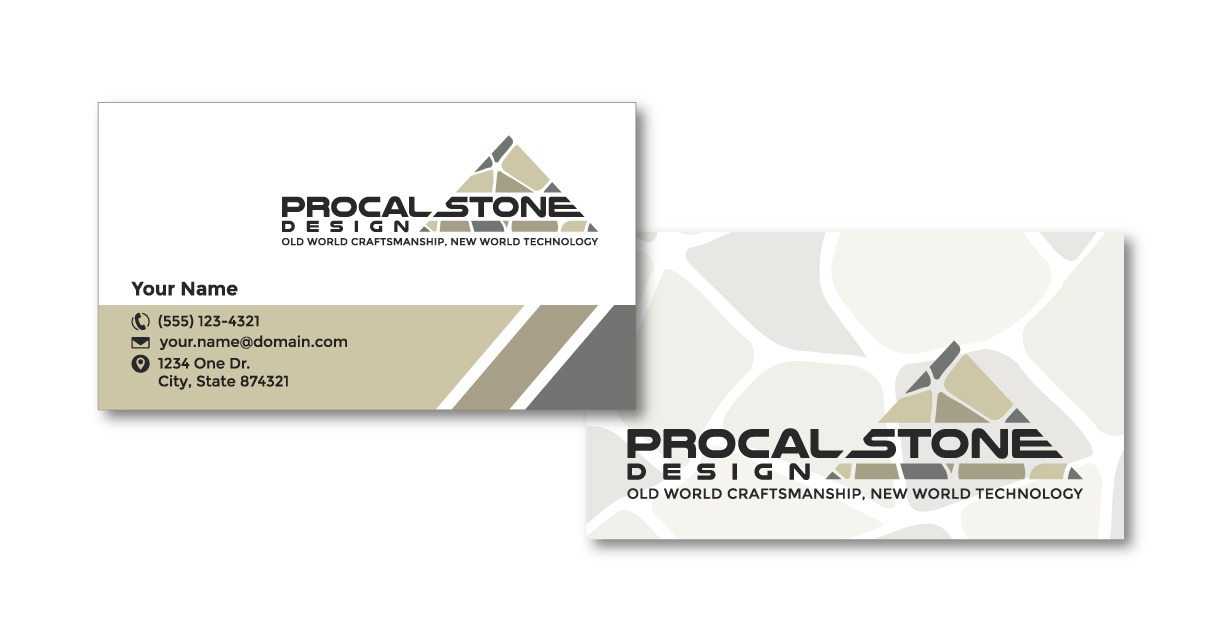 PROCAL STONE
DESIGN
OLD WORLD CRAFTSMANSHIP, NEW WORLD TECHNOLOGY
Your Name
(555) 123-4321
your.name@domain.com
1234 One Dr.
City, State 874321
PROCAL STONE
DESIGN
OLD WORLD CRAFTSMANSHIP, NEW WORLD TECHNOLOGY